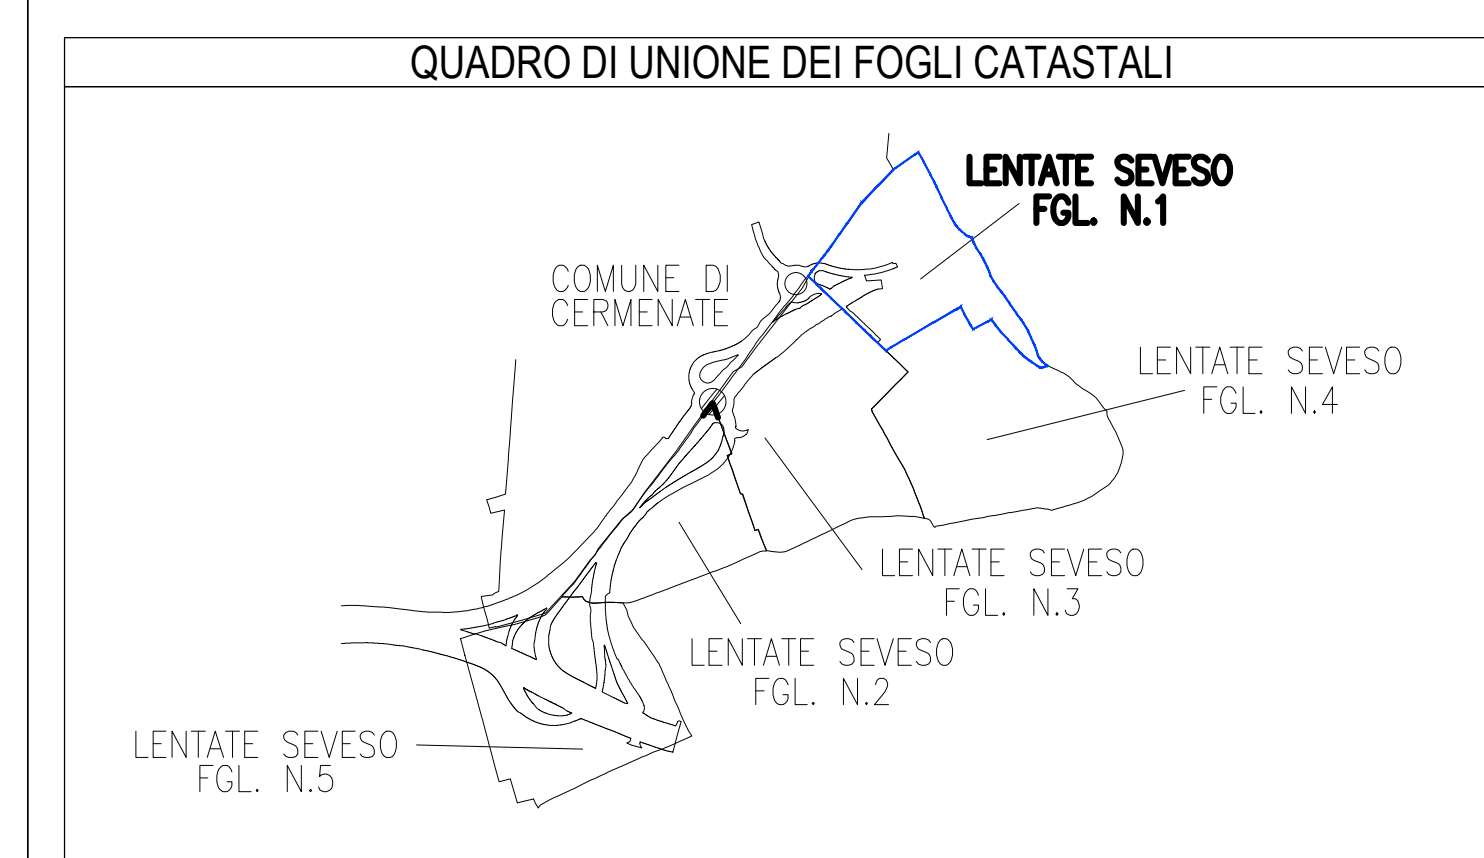 QUADRO DI UNIONE DEI FOGLI CATASTALI
LENTATE SEVESO
FGL. N.1
COMUNE DI
CERMENATE
LENTATE SEVESO
FGL. N.4
LENTATE SEVESO
FGL. N.3
LENTATE SEVESO
FGL. N.2
LENTATE SEVESO
FGL. N.5